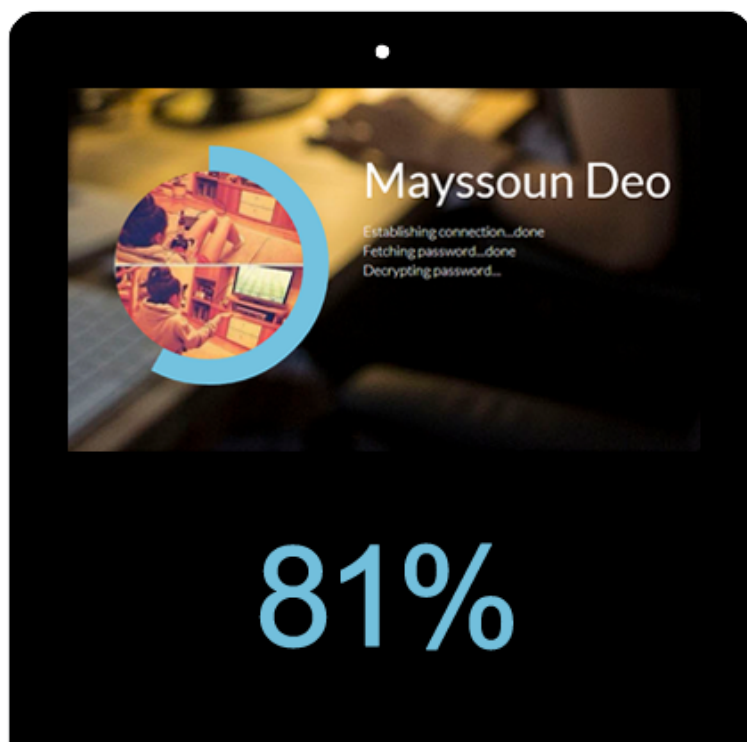 Mayssoun Deo
Establishing connection...done
Fetching password...done
Decrypting password...
81%